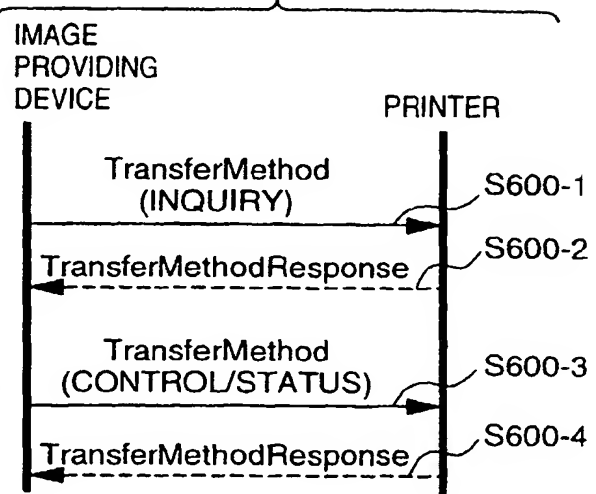 IMAGE
PROVIDING
DEVICE
PRINTER
TransferMethod
(INQUIRY)
S600-1
S600-2
TransferMethodResponse
TransferMethod
(CONTROL/STATUS)
S600-3
S600-4
TransferMethodResponse